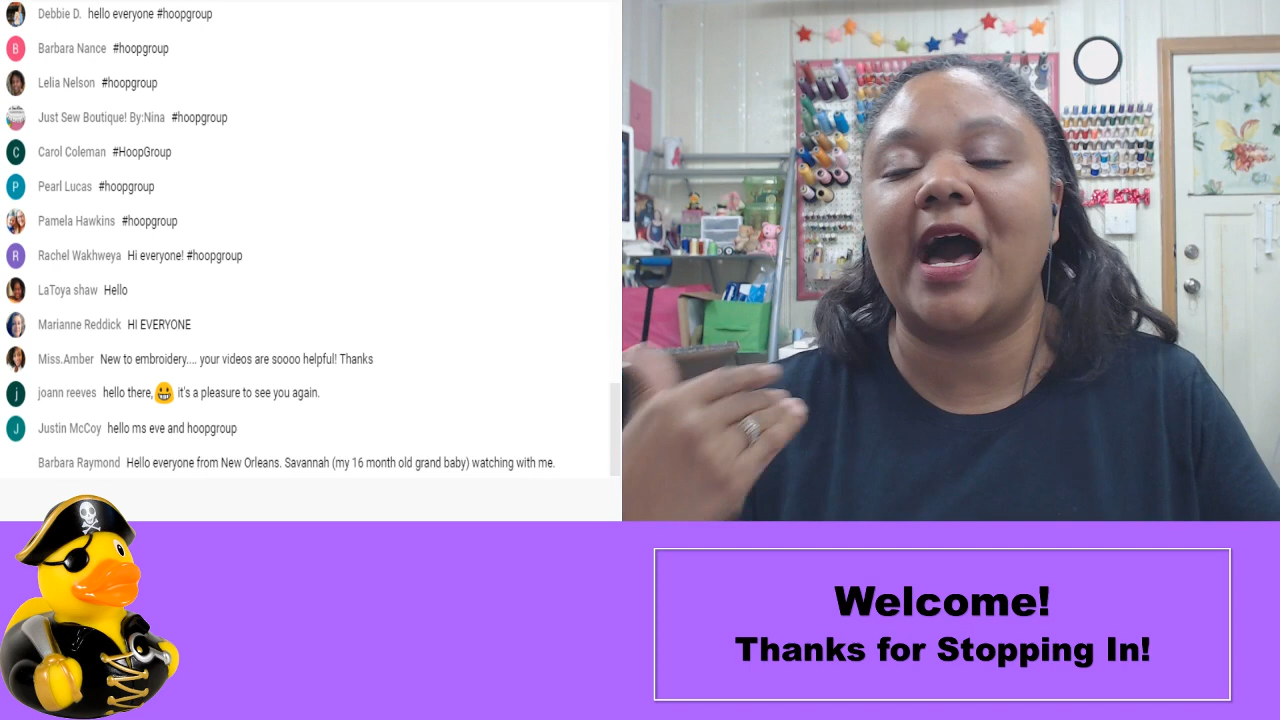 Debbie D. hello everyone #hoopgroup
B Barbara Nance #hoopgroup
Lelia Nelson #hoopgroup
Just Sew Boutique! By:Nina #hoopgroup
C Carol Coleman #HoopGroup
P Pearl Lucas #hoopgroup
Pamela Hawkins #hoopgroup
R Rachel Wakhweya Hi everyone! #hoopgroup
LaToya shaw Hello
Marianne Reddick HI EVERYONE
Miss.Amber New to embroidery.... your videos are soooo helpful! Thanks
j joann reeves hello there,😀 it's a pleasure to see you again.
J Justin McCoy hello ms eve and hoopgroup
Barbara Raymond Hello everyone from New Orleans. Savannah (my 16 month old grand baby) watching with me.
Welcome!
Thanks for Stopping In!